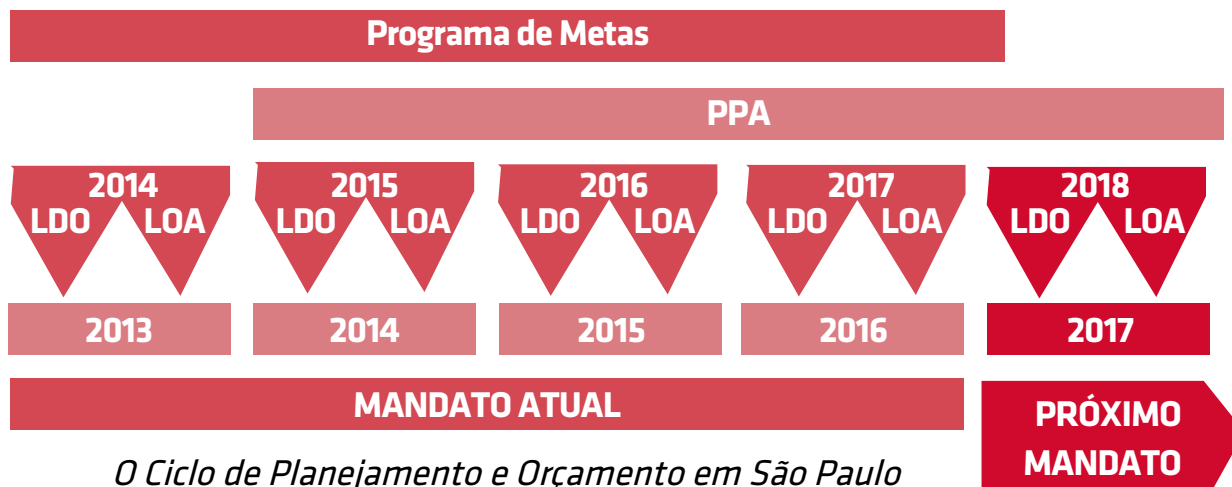 Programa de Metas
PPA
2014
LDO LOA
2015
LDO LOA
2016
LDO LOA
2017
LDO LOA
2018
LDO LOA
2013
2014
2015
2016
2017
MANDATO ATUAL
PRÓXIMO
MANDATO
O Ciclo de Planejamento e Orçamento em São Paulo